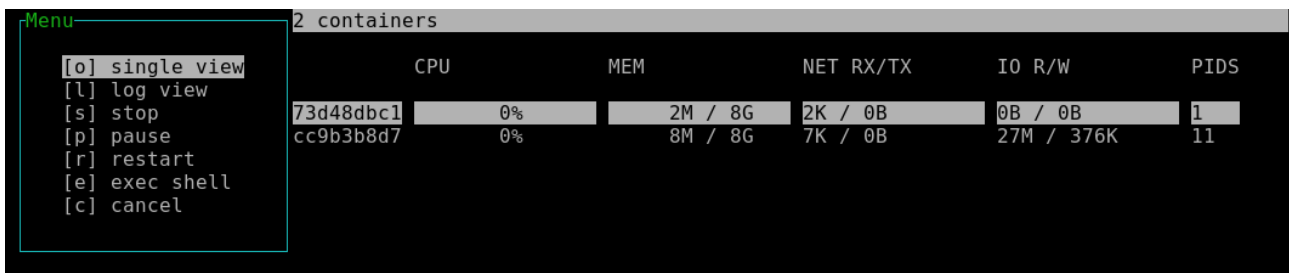 Menu 2 containers
[o] single view CPU MEM NET RX/TX IO R/W PIDS
[l] log view
[s] stop 73d48dbc1 0% 2M / 8G 2K / 0B 0B / 0B 1
[p] pause cc9b3b8d7 0% 8M / 8G 7K / 0B 27M / 376K 11
[r] restart
[e] exec shell
[c] cancel